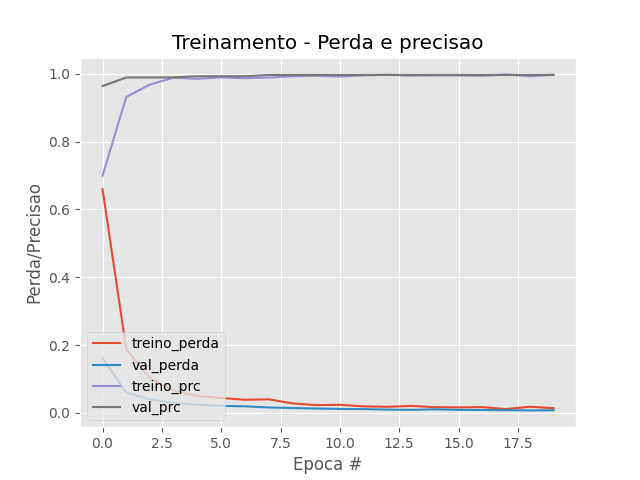 Treinamento - Perda e precisao
Perda/Precisao
1.0
0.8
0.6
0.4
0.2
0.0
treino_perda
val_perda
treino_prc
val_prc
0.0 2.5 5.0 7.5 10.0 12.5 15.0 17.5
Epoca #